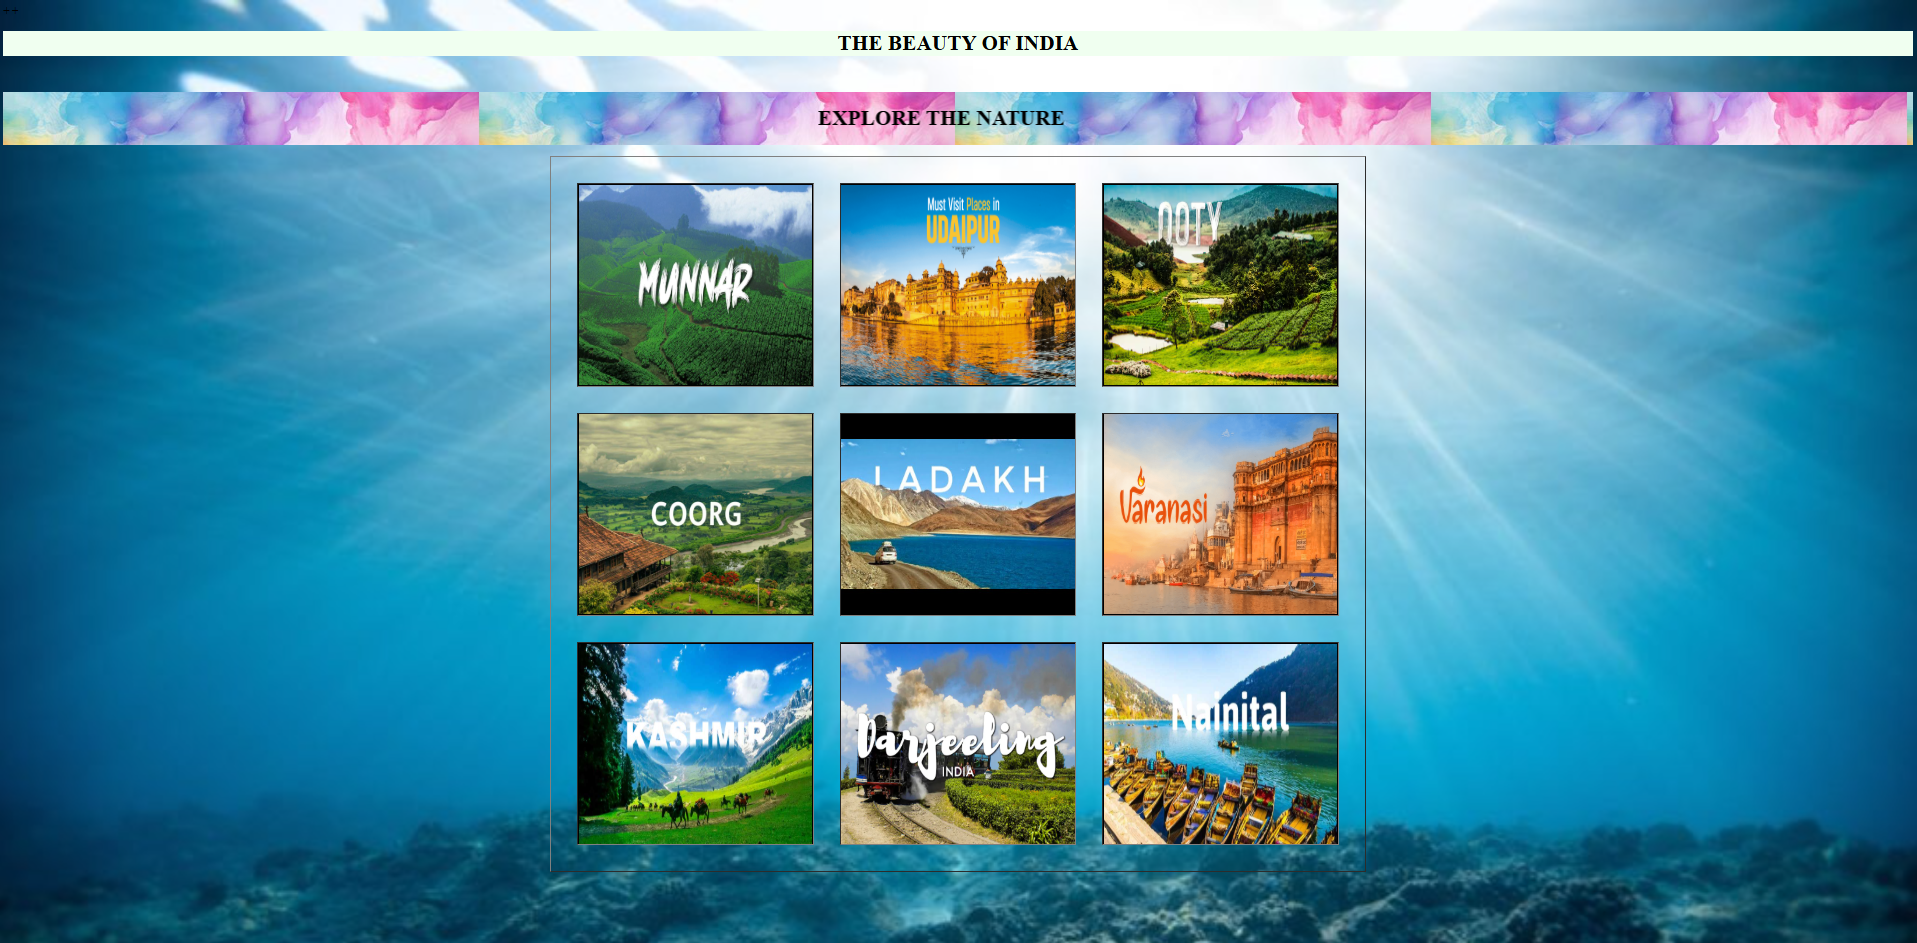 ++
THE BEAUTY OF INDIA
EXPLORE THE NATURE
MUNNAR
Must Visit Places in
UDAIPUR
OOTY
COORG
LADAKH
Varanasi
KASHMIR
Darjeeling
INDIA
Nainital